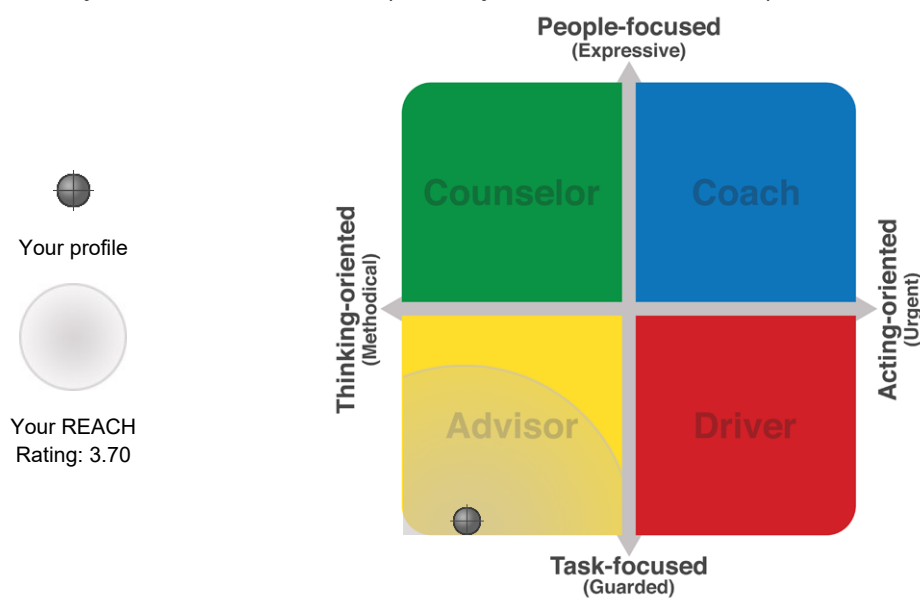 People-focused
(Expressive)
Counselor
Coach
Your profile
Thinking-oriented
(Methodical)
Acting-oriented
(Urgent)
Your REACH
Rating: 3.70
Advisor
Driver
Task-focused
(Guarded)